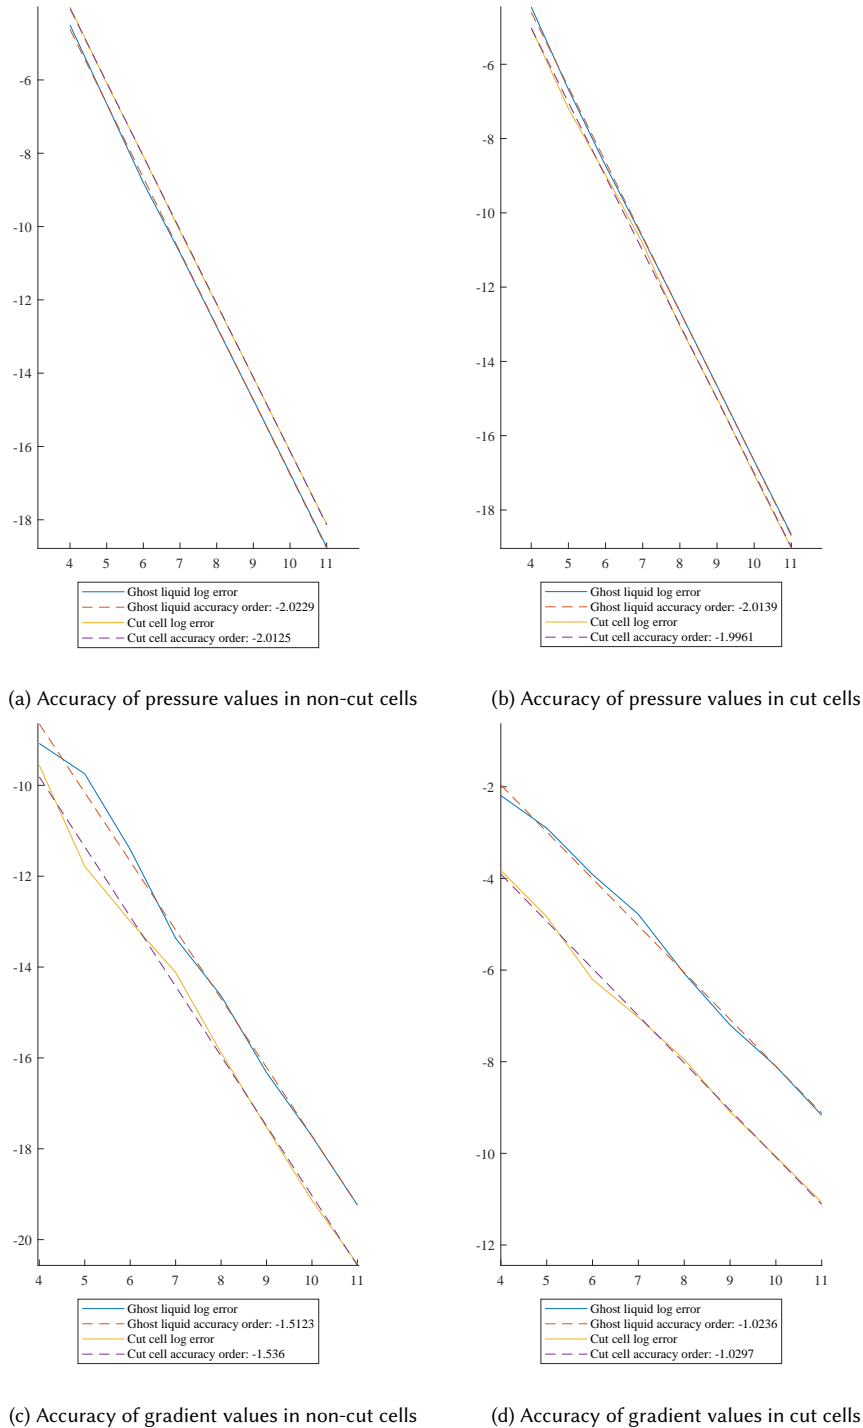 -6
-8
-10
-12
-14
-16
-18
4 5 6 7 8 9 10 11
Ghost liquid log error
Ghost liquid accuracy order: -2.0229
Cut cell log error
Cut cell accuracy order: -2.0125
(a) Accuracy of pressure values in non-cut cells
-6
-8
-10
-12
-14
-16
-18
4 5 6 7 8 9 10 11
Ghost liquid log error
Ghost liquid accuracy order: -2.0139
Cut cell log error
Cut cell accuracy order: -1.9961
(b) Accuracy of pressure values in cut cells
-10
-12
-14
-16
-18
-20
4 5 6 7 8 9 10 11
Ghost liquid log error
Ghost liquid accuracy order: -1.5123
Cut cell log error
Cut cell accuracy order: -1.536
(c) Accuracy of gradient values in non-cut cells
-2
-4
-6
-8
-10
-12
4 5 6 7 8 9 10 11
Ghost liquid log error
Ghost liquid accuracy order: -1.0236
Cut cell log error
Cut cell accuracy order: -1.0297
(d) Accuracy of gradient values in cut cells